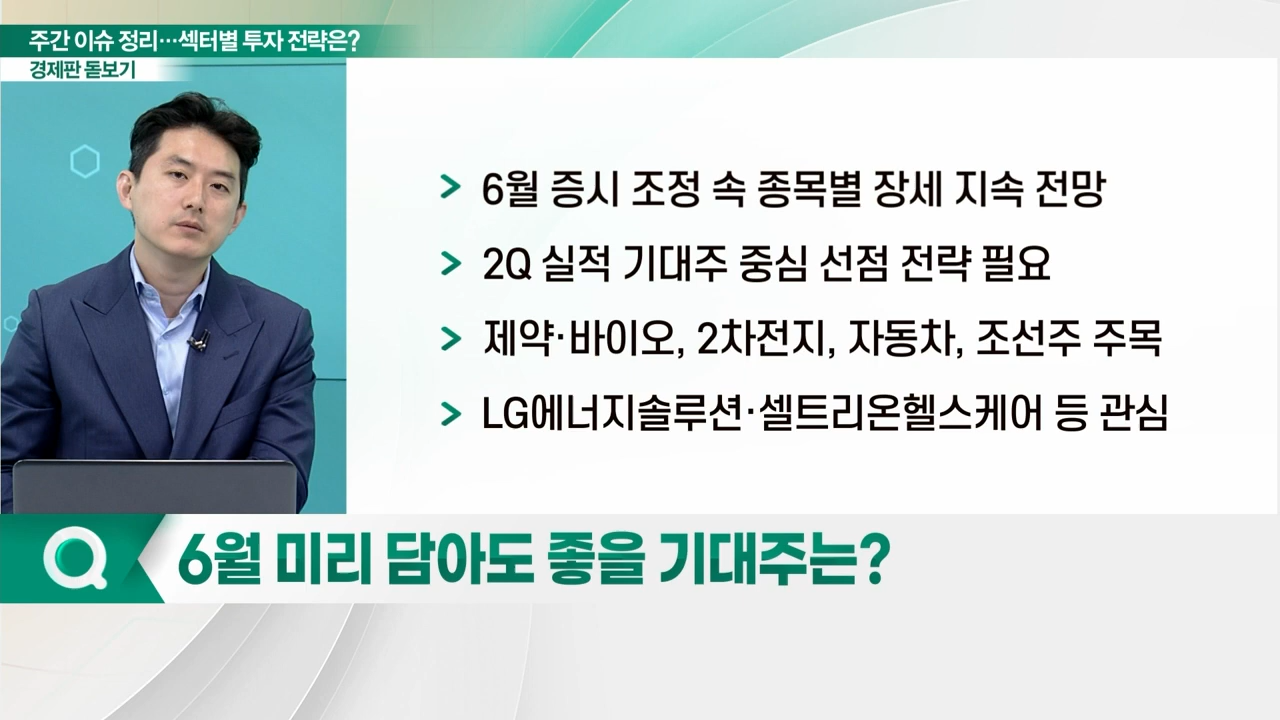 주간 이슈 정리…섹터별 투자 전략은?
경제판 돋보기
> 6월 증시 조정 속 종목별 장세 지속 전망
> 2Q 실적 기대주 중심 선점 전략 필요
> 제약·바이오, 2차전지, 자동차, 조선주 주목
> LG에너지솔루션·셀트리온헬스케어 등 관심
Q 6월 미리 담아도 좋을 기대주는?